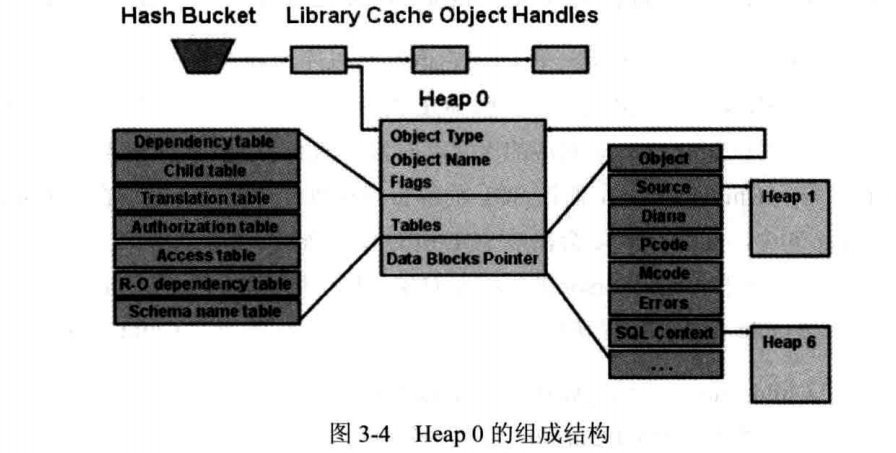 Hash Bucket
Library Cache Object Handles
Heap 0
Object Type
Object Name
Flags
Tables
Data Blocks Pointer
Dependency table
Child table
Translation table
Authorization table
Access table
R-O dependency table
Schema name table
Object
Source
Diana
Pcode
Mcode
Errors
SQL Context
...
Heap 1
Heap 6
图 3-4 Heap 0 的组成结构